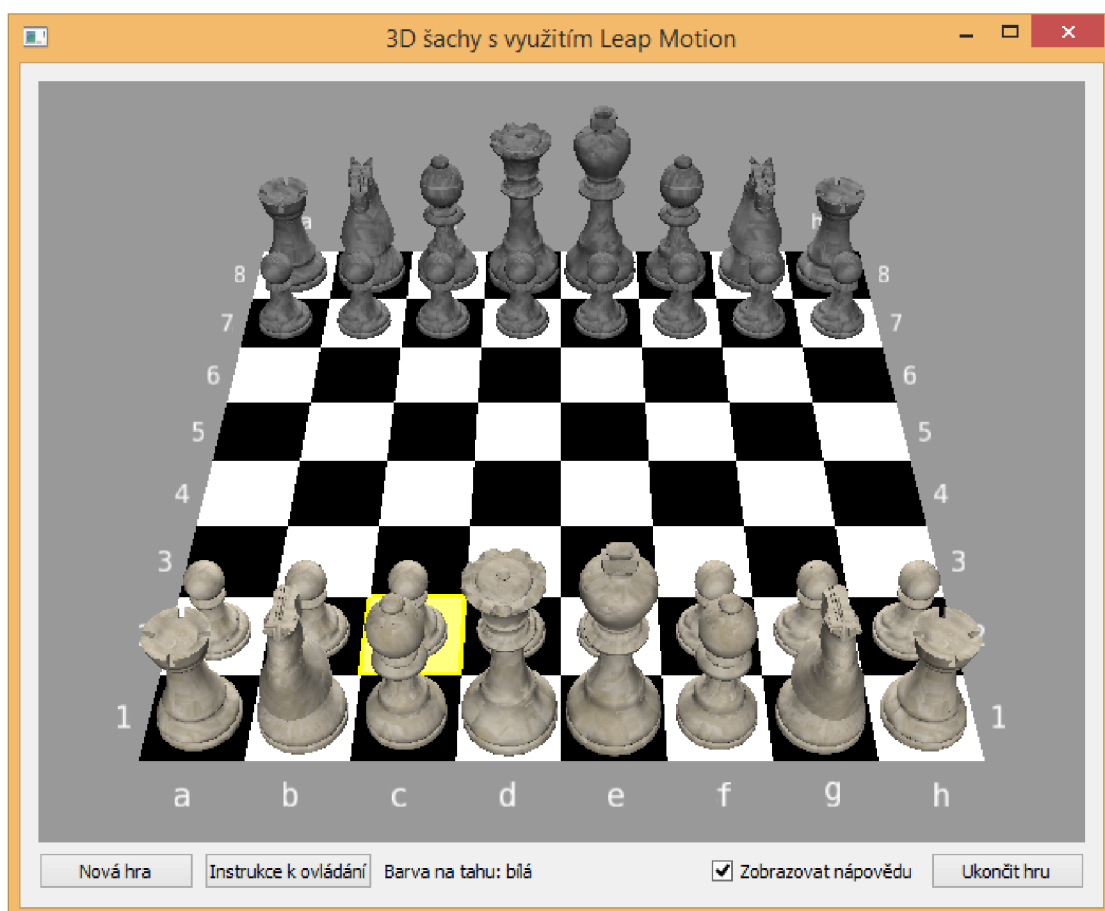 3D šachy s využitím Leap Motion
a h
8 8
7 7
6 6
5 5
4 4
3 3
2
1 1
a b c d e f g h
Nová hra Instrukce k ovládání Barva na tahu: bílá Zobrazovat nápovědu Ukončit hru